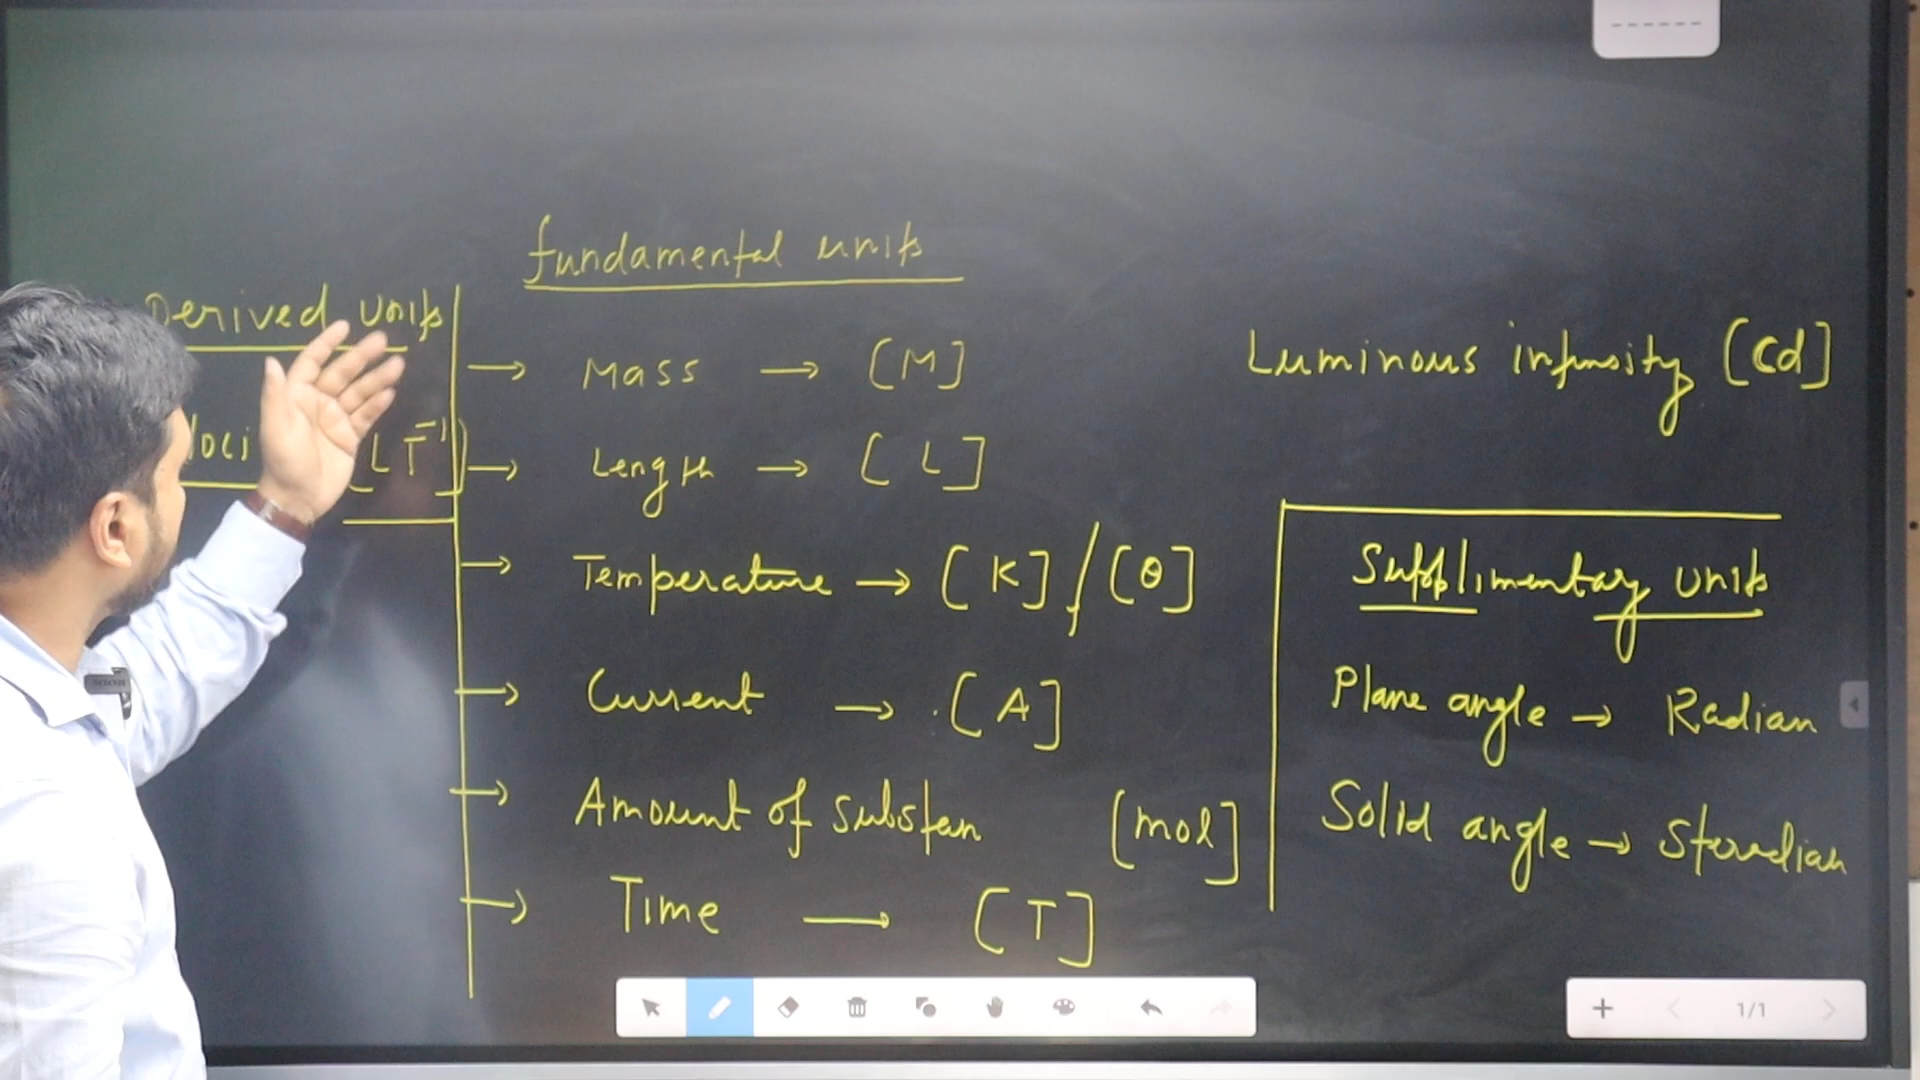 fundamental units
Derived units
loci [LT⁻¹]
→ Mass → [M]
→ Length → [L]
→ Temperature → [K] / [θ]
→ Current → [A]
→ Amount of substan [mol]
→ Time → [T]
Luminous intensity [Cd]
Supplimentary units
Plane angle → Radian
Solid angle → Steradian
1/1